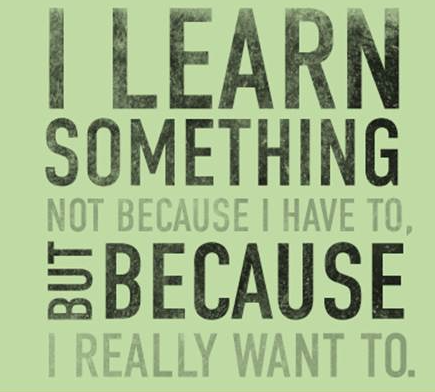 I LEARN
SOMETHING
NOT BECAUSE I HAVE TO,
BUT BECAUSE
I REALLY WANT TO.